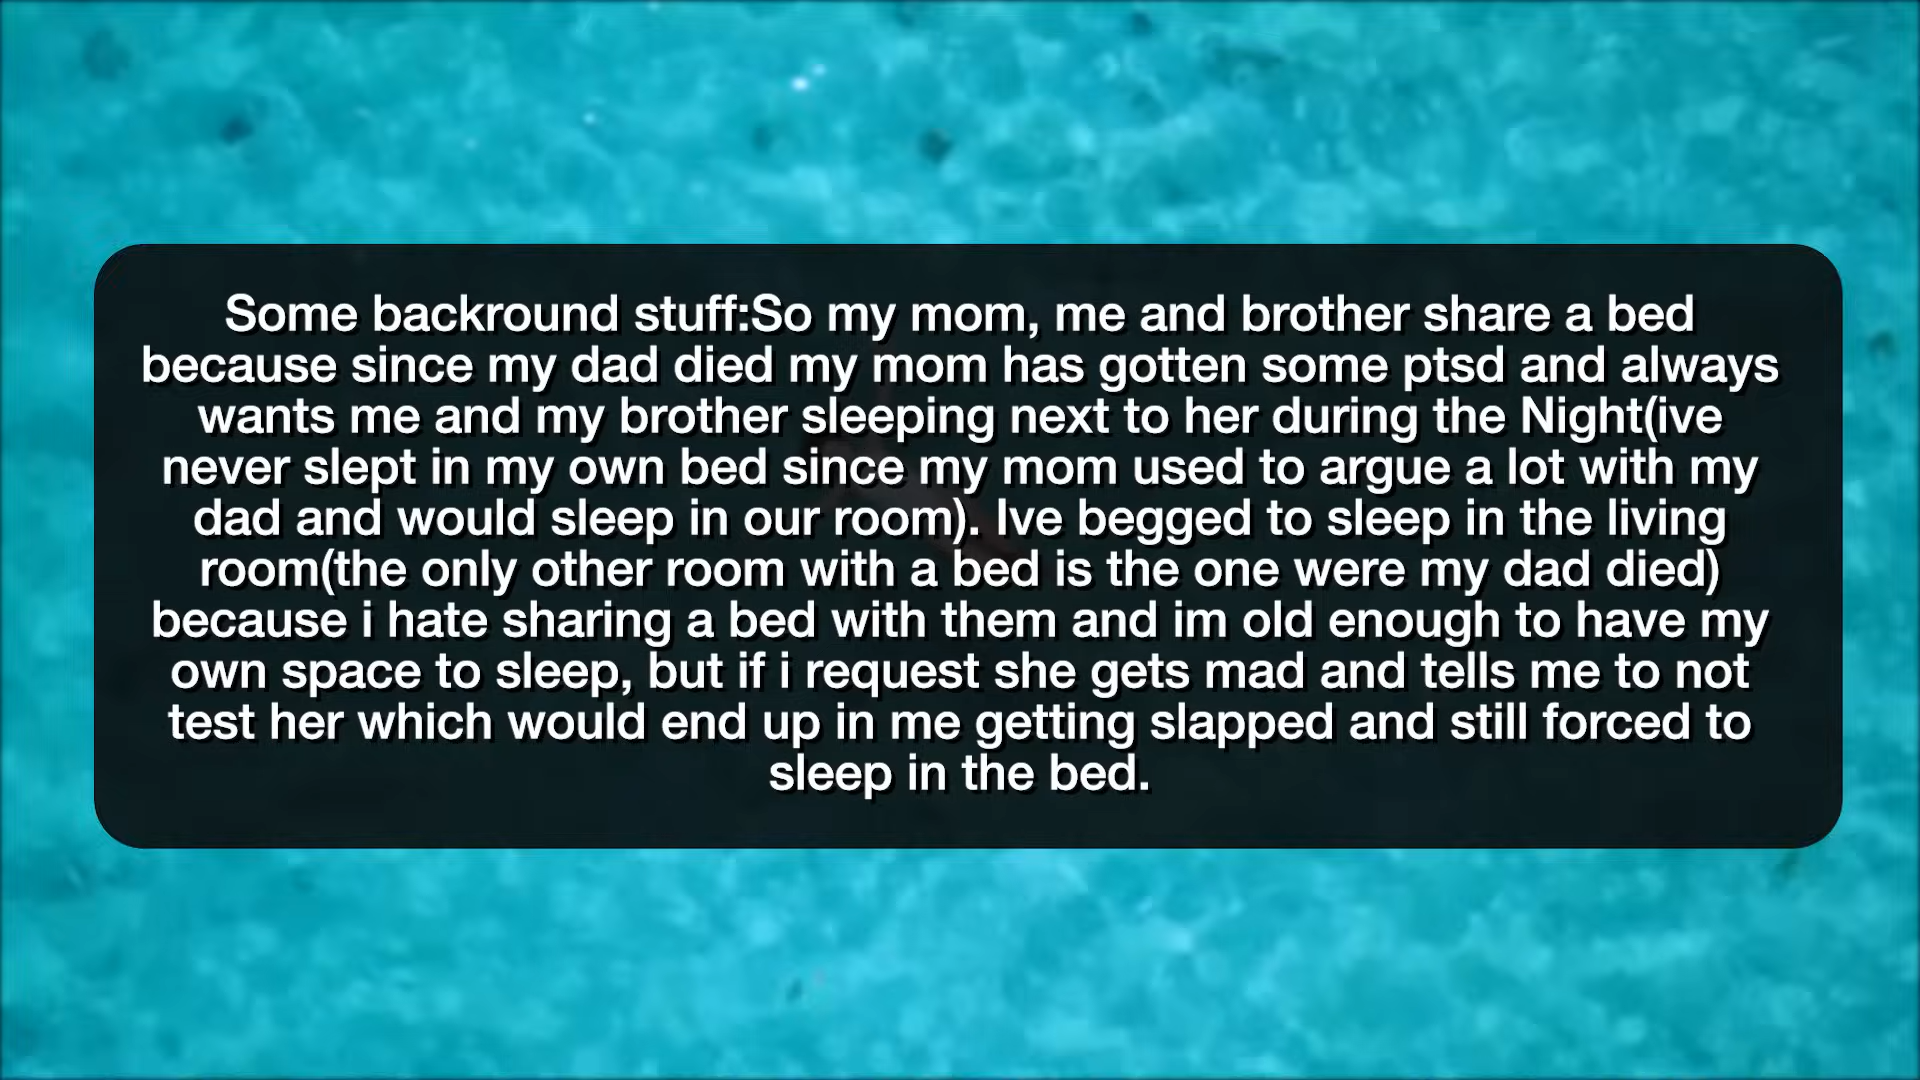 Some backround stuff:So my mom, me and brother share a bed
because since my dad died my mom has gotten some ptsd and always
wants me and my brother sleeping next to her during the Night(ive
never slept in my own bed since my mom used to argue a lot with my
dad and would sleep in our room). Ive begged to sleep in the living
room(the only other room with a bed is the one were my dad died)
because i hate sharing a bed with them and im old enough to have my
own space to sleep, but if i request she gets mad and tells me to not
test her which would end up in me getting slapped and still forced to
sleep in the bed.